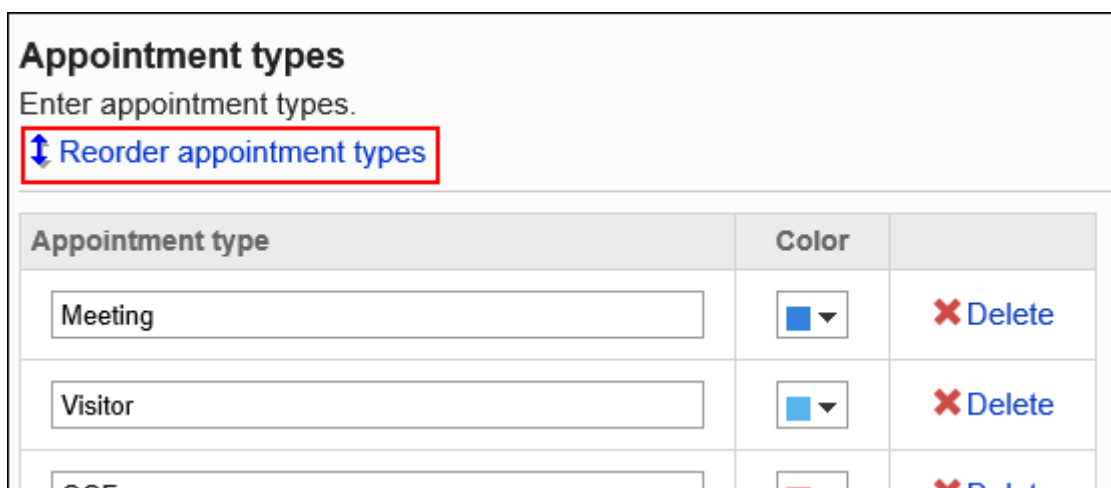 Appointment types
Enter appointment types.
Reorder appointment types
Appointment type Color
Meeting Delete
Visitor Delete